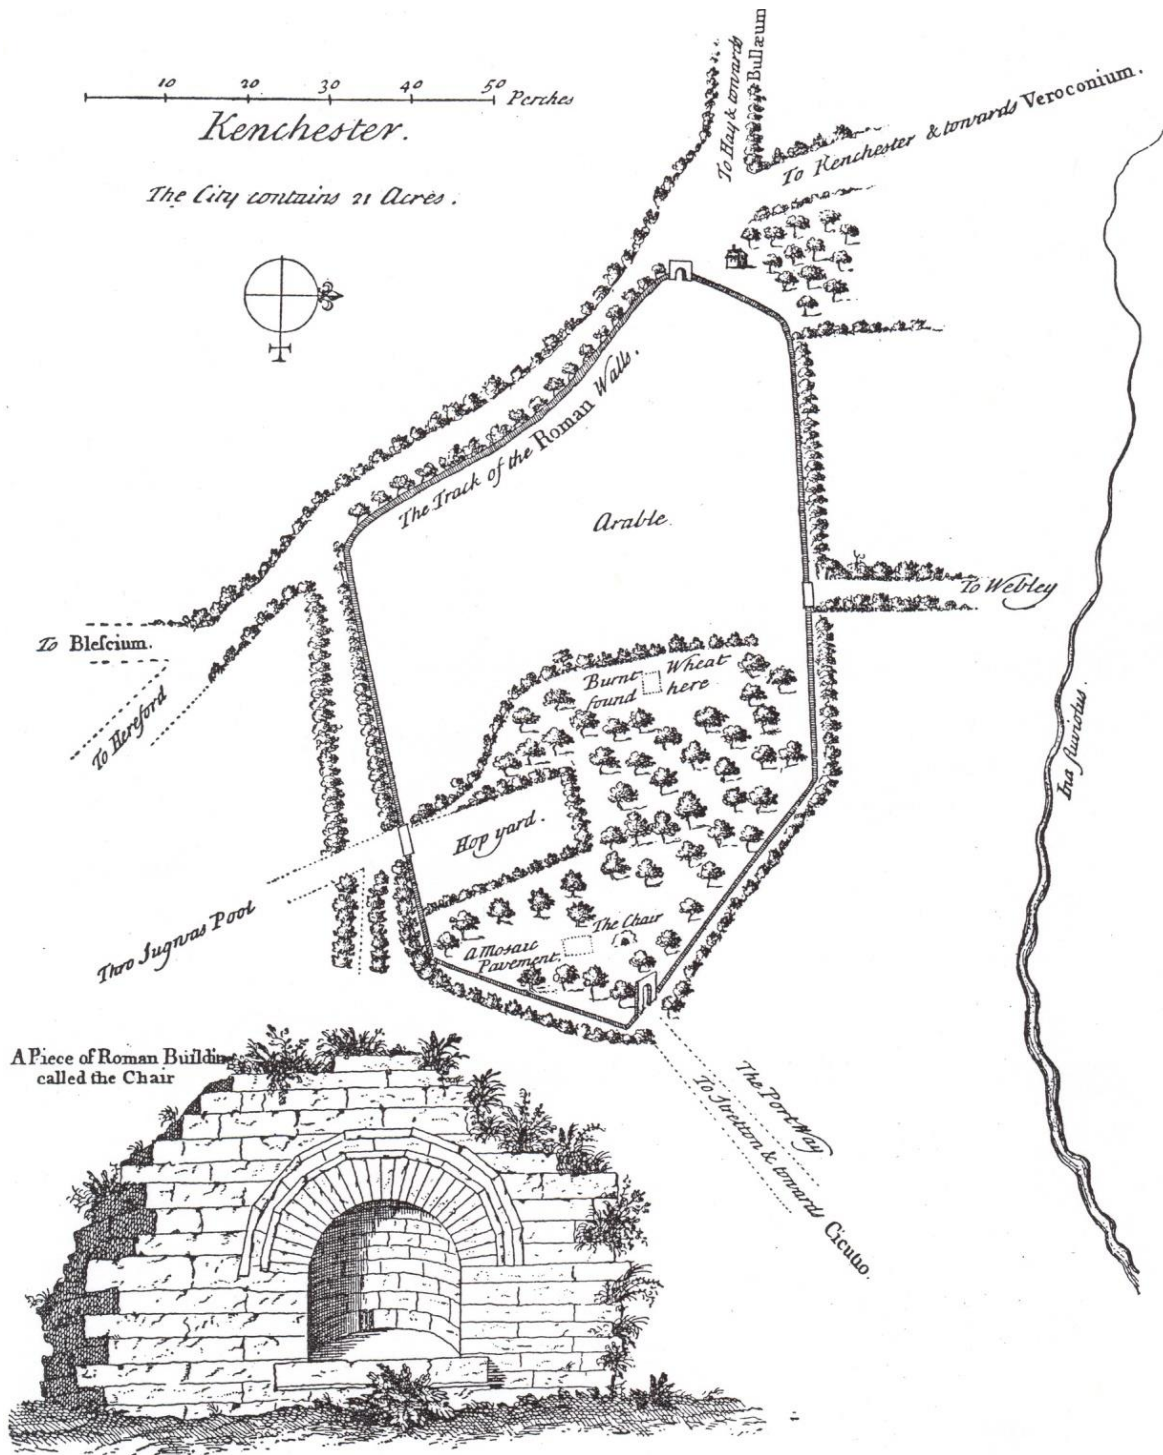 10 20 30 40 50 Perches
Kenchester.
The City contains 21 Acres.
To Hay & towards Bullæum
To Kenchester & towards Veroconium.
The Track of the Roman Walls.
Arable.
To Webley
To Blescium.
To Hereford
Burnt Wheat
found here
Ina fluviolus.
Hop yard.
Thro Sugwas Pool
The Chair
A Mosaic
Pavement.
A Piece of Roman Building
called the Chair
The Port Way
To Stretton & towards Cicutio.